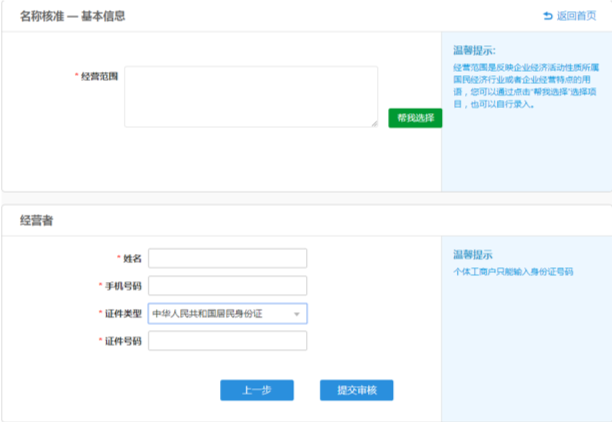 名称核准 — 基本信息
返回首页
* 经营范围
帮我选择
温馨提示:
经营范围是反映企业经济活动性质所属
国民经济行业或者企业经营特点的用
语，您可以通过点击“帮我选择”选择项
目，也可以自行录入。
经营者
* 姓名
* 手机号码
* 证件类型
中华人民共和国居民身份证
* 证件号码
上一步
提交审核
温馨提示
个体工商户只能输入身份证号码